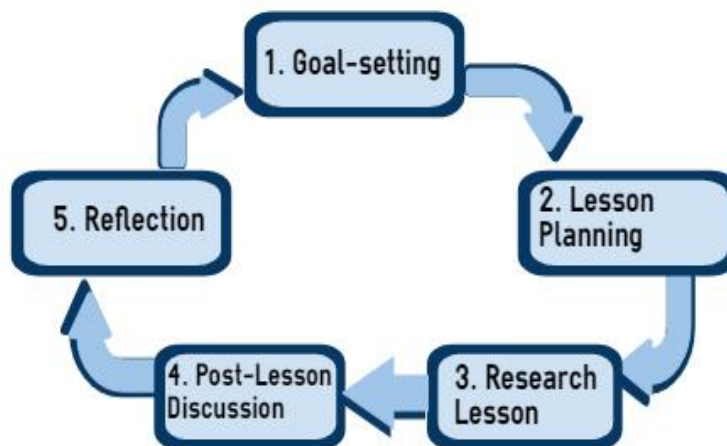 1. Goal-setting
2. Lesson
Planning
3. Research
Lesson
4. Post-Lesson
Discussion
5. Reflection